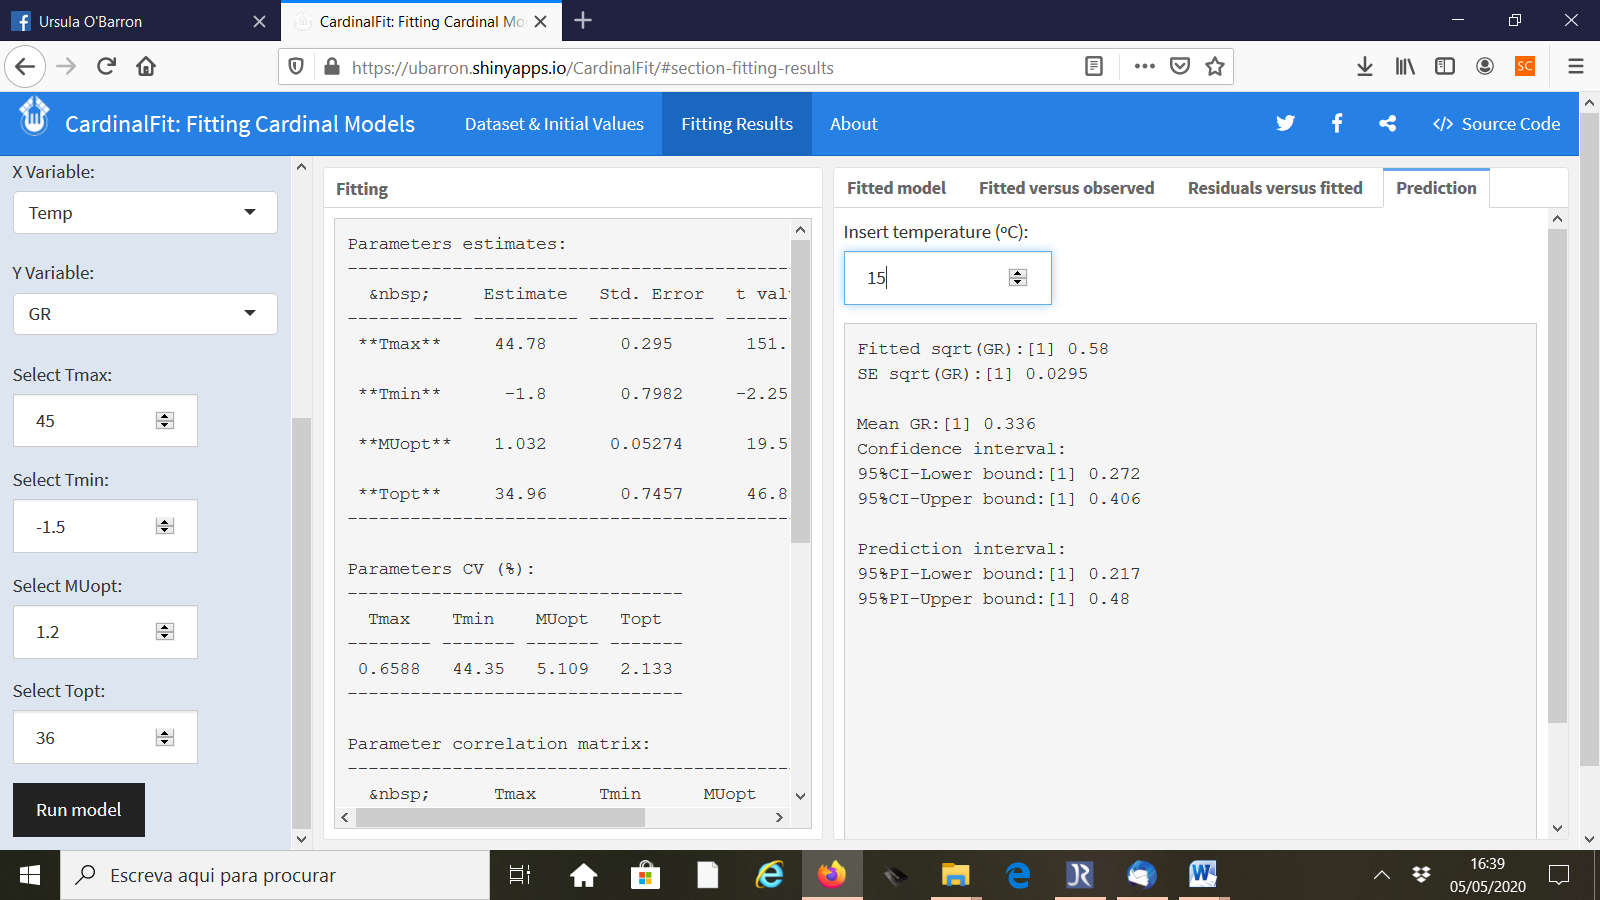 Ursula O'Barron
CardinalFit: Fitting Cardinal Mo
https://ubarron.shinyapps.io/CardinalFit/#section-fitting-results
SC
CardinalFit: Fitting Cardinal Models
Dataset & Initial Values
Fitting Results
About
</> Source Code
X Variable:
Temp
Y Variable:
GR
Select Tmax:
45
Select Tmin:
-1.5
Select MUopt:
1.2
Select Topt:
36
Run model
Fitting
Parameters estimates:
&nbsp; Estimate Std. Error t val
**Tmax** 44.78 0.295 151.
**Tmin** -1.8 0.7982 -2.25
**MUopt** 1.032 0.05274 19.5
**Topt** 34.96 0.7457 46.8
Parameters CV (%):
Tmax Tmin MUopt Topt
0.6588 44.35 5.109 2.133
Parameter correlation matrix:
&nbsp; Tmax Tmin MUopt
Fitted model
Fitted versus observed
Residuals versus fitted
Prediction
Insert temperature (ºC):
15
Fitted sqrt(GR):[1] 0.58
SE sqrt(GR):[1] 0.0295
Mean GR:[1] 0.336
Confidence interval:
95%CI-Lower bound:[1] 0.272
95%CI-Upper bound:[1] 0.406
Prediction interval:
95%PI-Lower bound:[1] 0.217
95%PI-Upper bound:[1] 0.48
Escreva aqui para procurar
16:39
05/05/2020